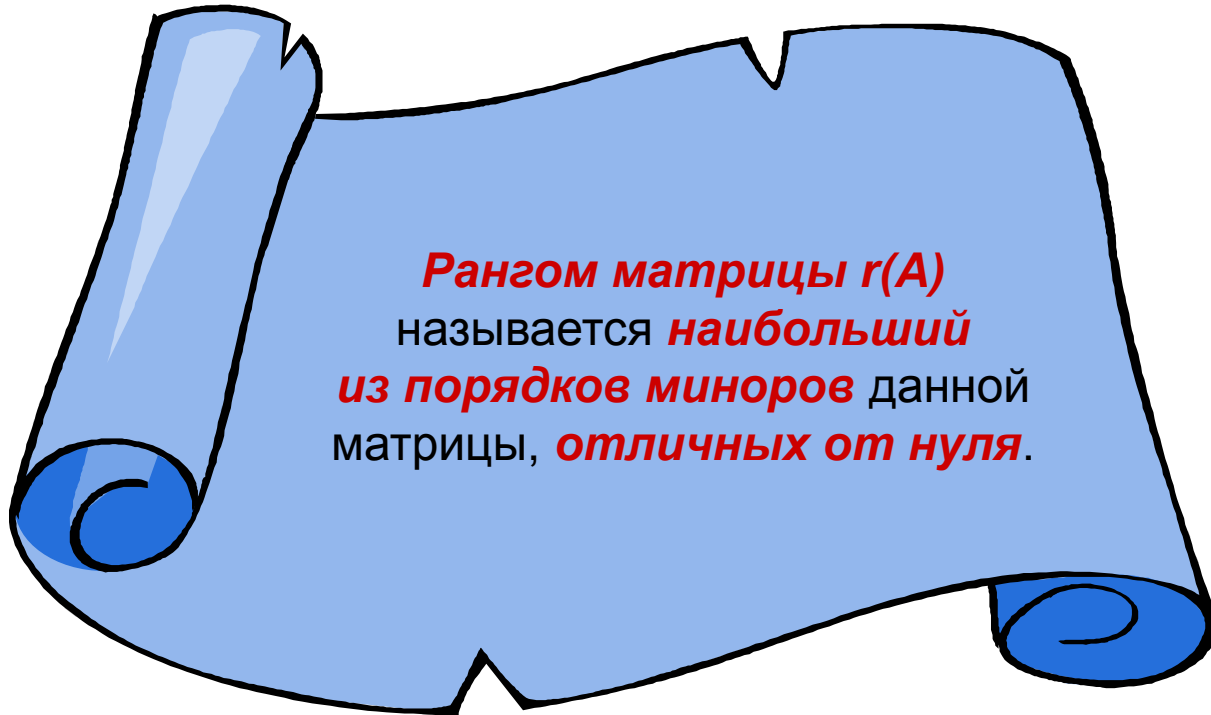 Рангом матрицы r(A)
называется наибольший
из порядков миноров данной
матрицы, отличных от нуля.